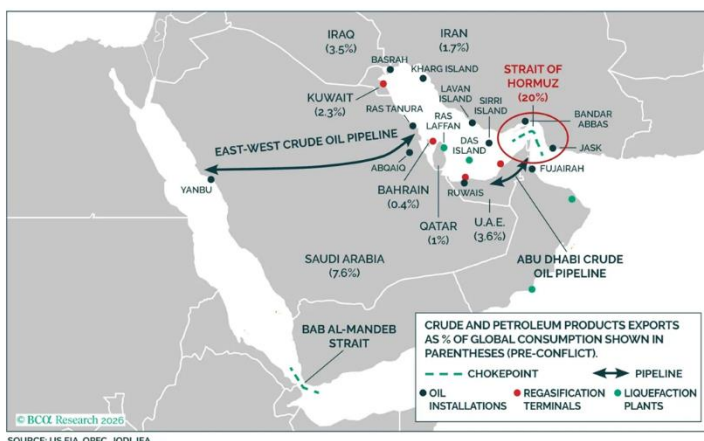 IRAQ
(3.5%)
IRAN
(1.7%)
BASRAH
KHARG ISLAND
STRAIT OF
HORMUZ
(20%)
KUWAIT
(2.3%)
LAVAN
ISLAND
SIRRI
ISLAND
BANDAR
ABBAS
RAS TANURA
RAS
LAFFAN
DAS
ISLAND
JASK
EAST-WEST CRUDE OIL PIPELINE
ABQAIQ
FUJAIRAH
YANBU
BAHRAIN
(0.4%)
RUWAIS
QATAR
(1%)
U.A.E.
(3.6%)
SAUDI ARABIA
(7.6%)
ABU DHABI CRUDE
OIL PIPELINE
BAB AL-MANDEB
STRAIT
CRUDE AND PETROLEUM PRODUCTS EXPORTS
AS % OF GLOBAL CONSUMPTION SHOWN IN
PARENTHESES (PRE-CONFLICT).
CHOKEPOINT
PIPELINE
OIL
INSTALLATIONS
REGASIFICATION
TERMINALS
LIQUEFACTION
PLANTS
© BCα Research 2026
SOURCE: US EIA, OPEC, JODI, IEA.